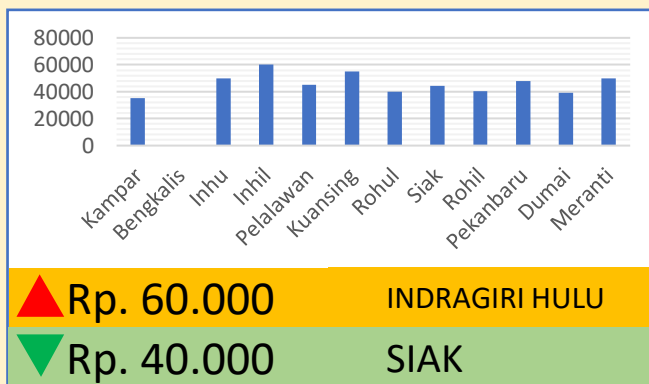 80000
60000
40000
20000
0
Kampar
Bengkalis
Inhu
Inhil
Pelalawan
Kuansing
Rohul
Siak
Rohil
Pekanbaru
Dumai
Meranti
Rp. 60.000 INDRAGIRI HULU
Rp. 40.000 SIAK